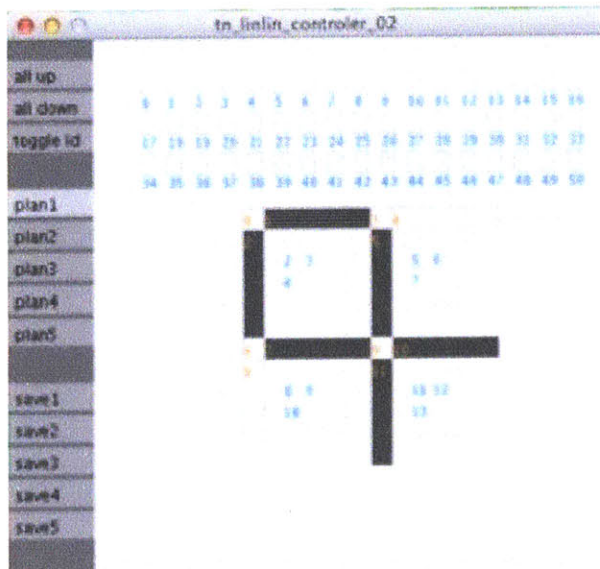 tn_linlin_controler_02
all up
all down
toggle id
0 1 2 3 4 5 6 7 8 9 10 11 12 13 14 15 16
17 18 19 20 21 22 23 24 25 26 27 28 29 30 31 32 33
34 35 36 37 38 39 40 41 42 43 44 45 46 47 48 49 50
plan1
plan2
plan3
plan4
plan5
save1
save2
save3
save4
save5